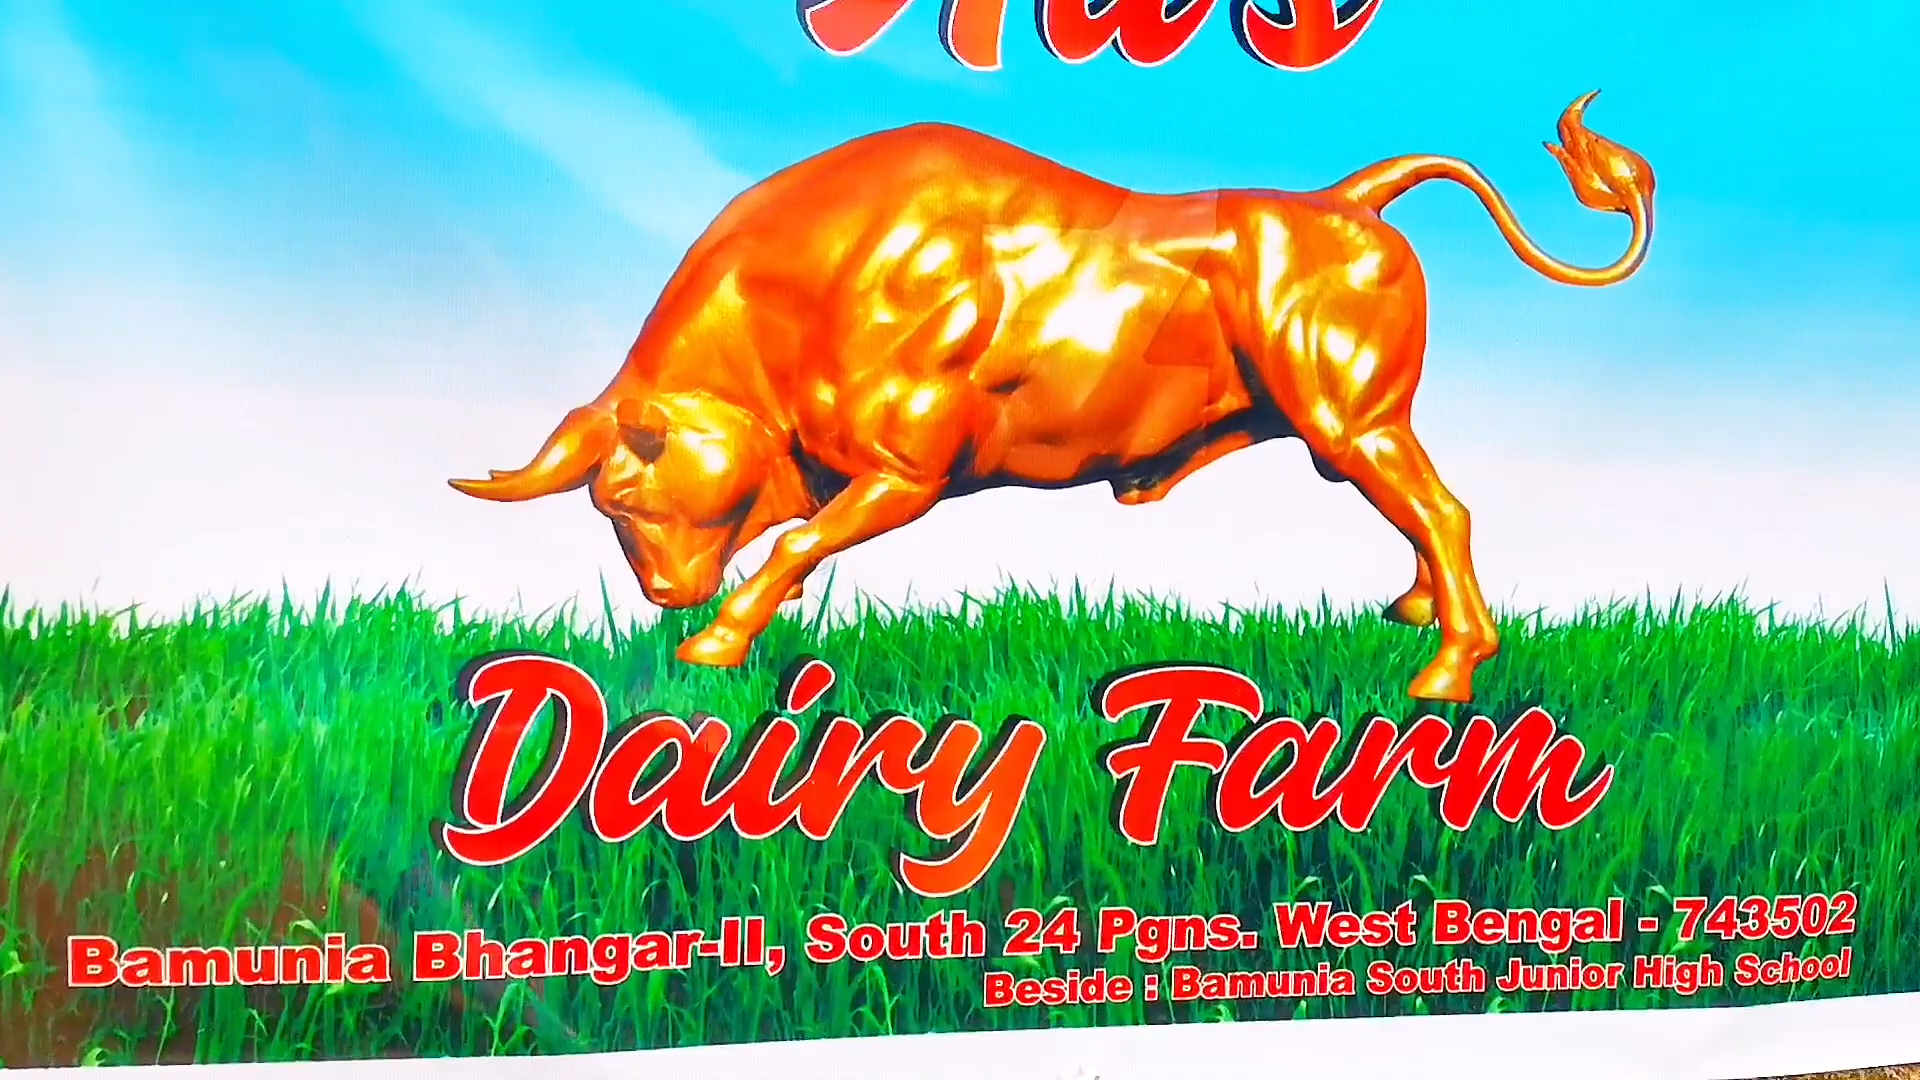 Dairy Farm
Bamunia Bhangar-II, South 24 Pgns. West Bengal - 743502
Beside : Bamunia South Junior High School